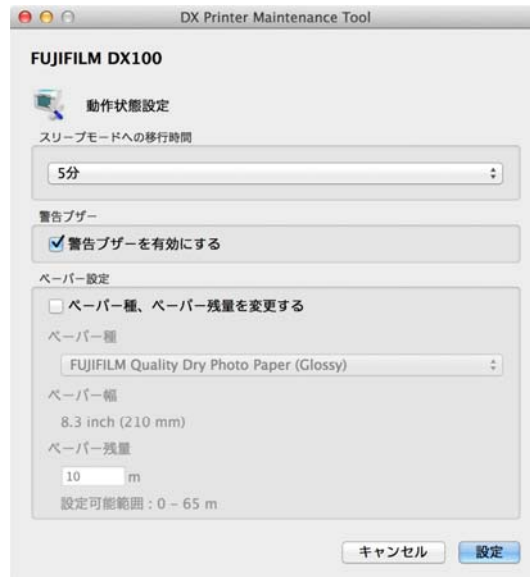 DX Printer Maintenance Tool
FUJIFILM DX100
動作状態設定
スリープモードへの移行時間
5分
警告ブザー
警告ブザーを有効にする
ペーパー設定
ペーパー種、ペーパー残量を変更する
ペーパー種
FUJIFILM Quality Dry Photo Paper (Glossy)
ペーパー幅
8.3 inch (210 mm)
ペーパー残量
10 m
設定可能範囲 : 0 – 65 m
キャンセル 設定